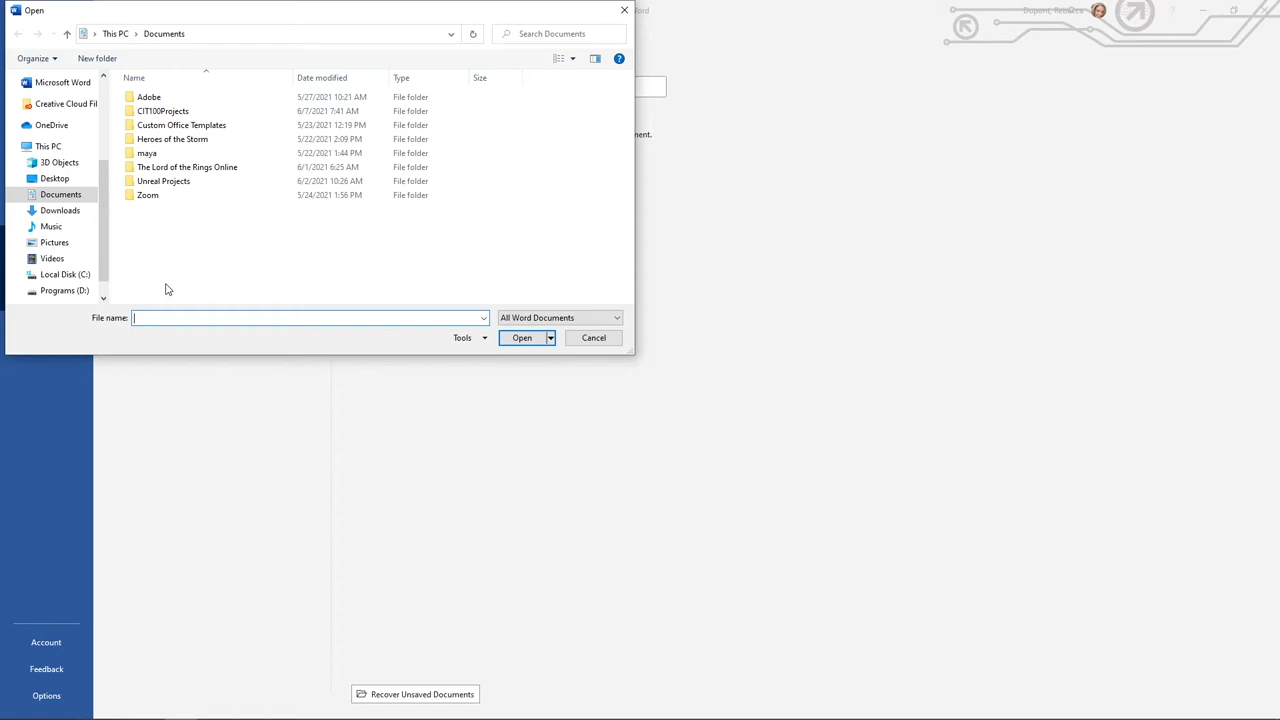 Open
This PC > Documents
Search Documents
Organize
New folder
Name
Date modified
Type
Size
Microsoft Word
Creative Cloud Fil
OneDrive
This PC
3D Objects
Desktop
Documents
Downloads
Music
Pictures
Videos
Local Disk (C:)
Programs (D:)
Adobe 5/27/2021 10:21 AM File folder
CIT100Projects 6/7/2021 7:41 AM File folder
Custom Office Templates 5/23/2021 12:19 PM File folder
Heroes of the Storm 5/22/2021 2:09 PM File folder
maya 5/22/2021 1:44 PM File folder
The Lord of the Rings Online 6/1/2021 6:25 AM File folder
Unreal Projects 6/2/2021 10:26 AM File folder
Zoom 5/24/2021 1:56 PM File folder
File name:
All Word Documents
Tools
Open
Cancel
Dupont, Rebecca
ment.
Account
Feedback
Options
Recover Unsaved Documents